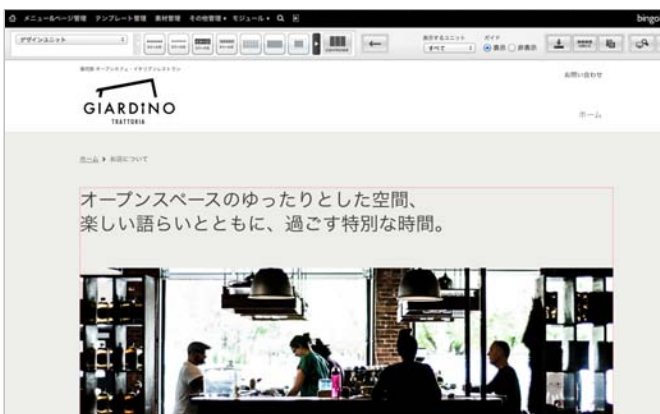 メニュー&ページ管理 テンプレート管理 素材管理 その他管理 モジュール
bingo
デザインユニット
表示するユニット
ガイド
すべて
表示 非表示
お問い合わせ
GIARDINO
TRATTORIA
ホーム
ホーム お店について
オープンスペースのゆったりとした空間、
楽しい語らいとともに、過ごす特別な時間。